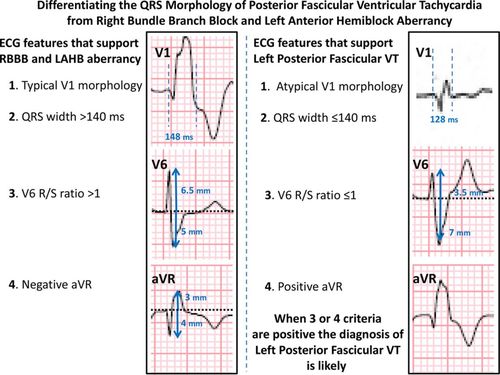 Differentiating the QRS Morphology of Posterior Fascicular Ventricular Tachycardia
from Right Bundle Branch Block and Left Anterior Hemiblock Aberrancy
ECG features that support
RBBB and LAHB aberrancy
1. Typical V1 morphology
2. QRS width >140 ms
3. V6 R/S ratio >1
4. Negative aVR
V1
148 ms
V6
6.5 mm
5 mm
aVR
3 mm
4 mm
ECG features that support
Left Posterior Fascicular VT
1. Atypical V1 morphology
2. QRS width ≤140 ms
3. V6 R/S ratio ≤1
4. Positive aVR
When 3 or 4 criteria
are positive the diagnosis of
Left Posterior Fascicular VT
is likely
V1
128 ms
V6
3.5 mm
7 mm
aVR